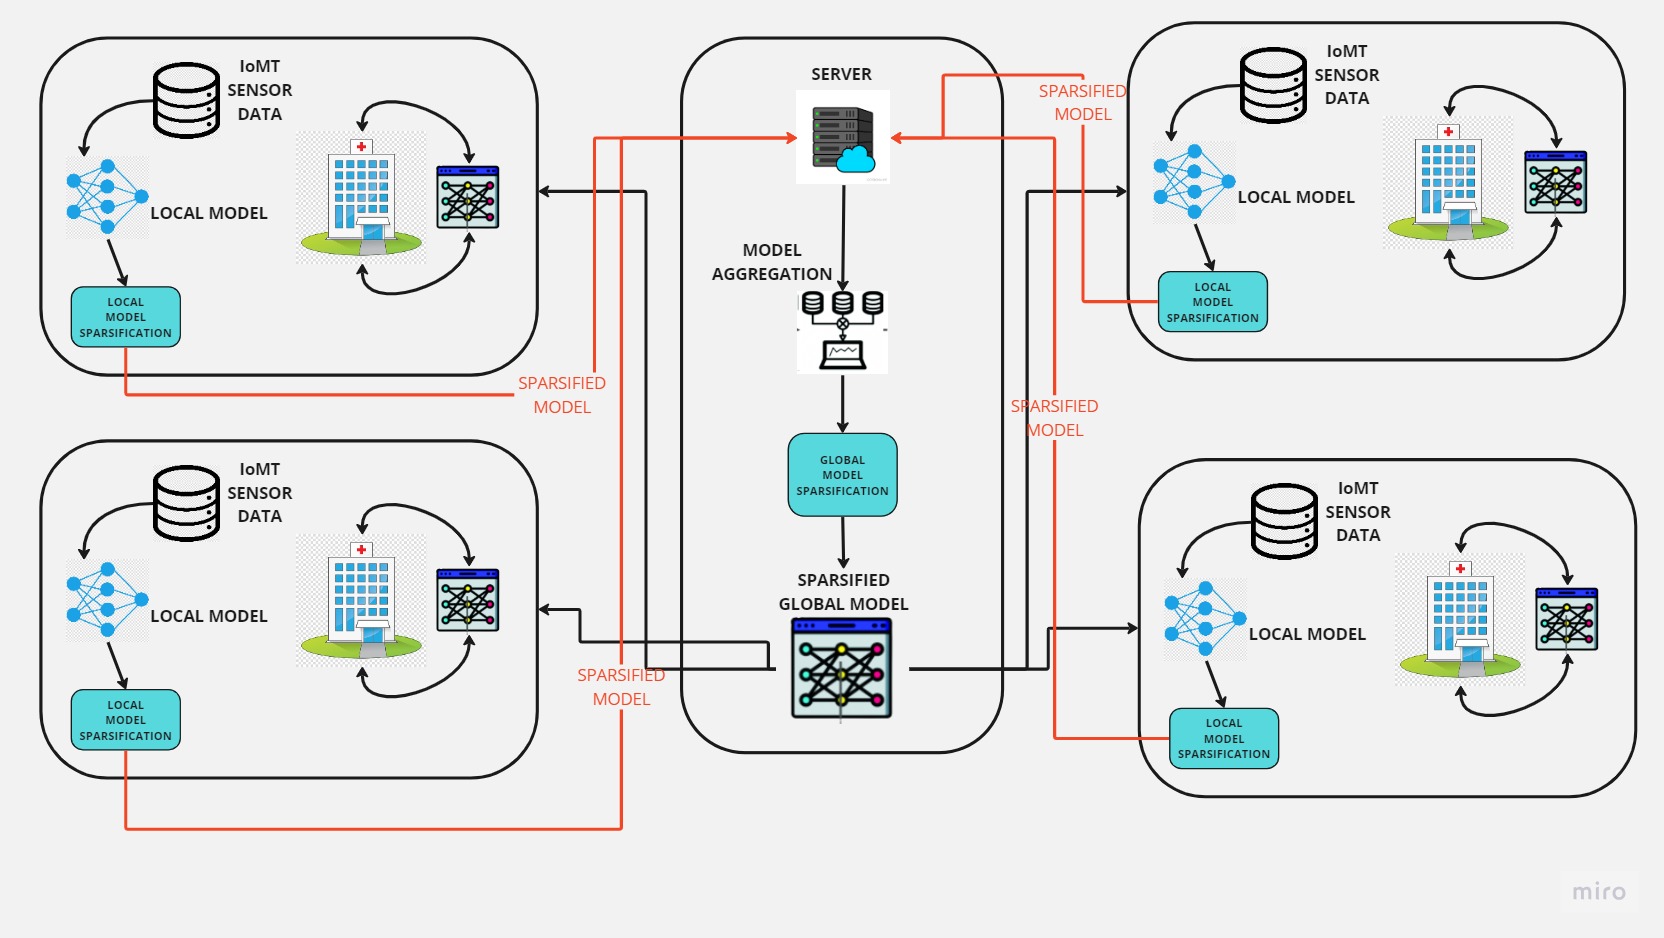 IoMT
SENSOR
DATA
LOCAL MODEL
LOCAL
MODEL
SPARSIFICATION
SPARSIFIED
MODEL
IoMT
SENSOR
DATA
LOCAL MODEL
LOCAL
MODEL
SPARSIFICATION
SPARSIFIED
MODEL
SERVER
MODEL
AGGREGATION
GLOBAL
MODEL
SPARSIFICATION
SPARSIFIED
GLOBAL MODEL
SPARSIFIED
MODEL
IoMT
SENSOR
DATA
LOCAL MODEL
LOCAL
MODEL
SPARSIFICATION
SPARSIFIED
MODEL
IoMT
SENSOR
DATA
LOCAL MODEL
LOCAL
MODEL
SPARSIFICATION
miro